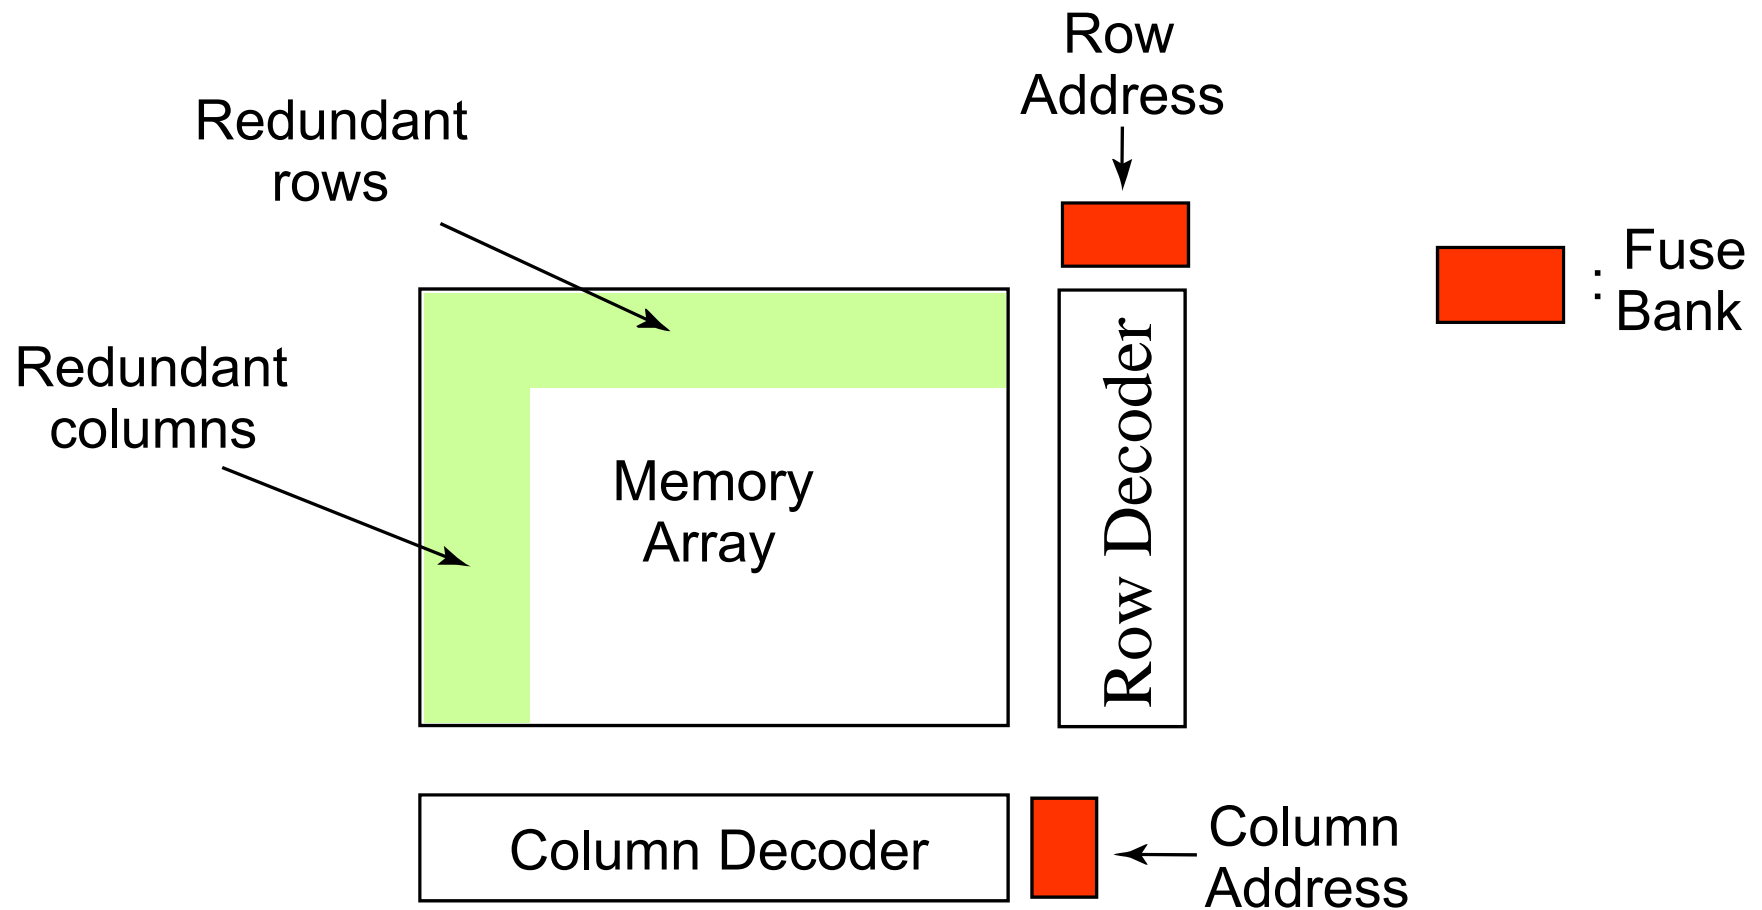 Row
Address
Redundant
rows
: Fuse
Bank
Redundant
columns
Row Decoder
Memory
Array
Column Decoder
Column
Address